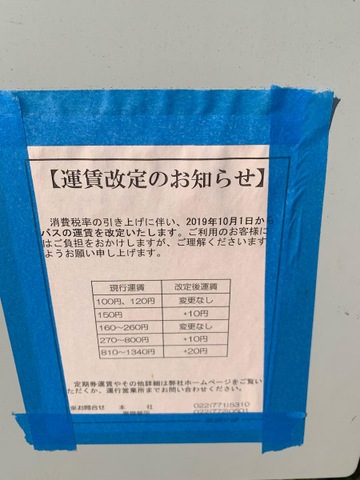 【運賃改定のお知らせ】
消費税率の引き上げに伴い、2019年10月1日から
バスの運賃を改定いたします。ご利用のお客様に
はご負担をおかけしますが、ご理解くださいます
ようお願い申し上げます。
現行運賃 改定後運賃
100円、120円 変更なし
150円 +10円
160~260円 変更なし
270~800円 +10円
810~1340円 +20円
定期券運賃やその他詳細は弊社ホームページをご覧い
ただくか、運行営業所までお問い合わせください。
お問合せ 本 社 022(771)5310